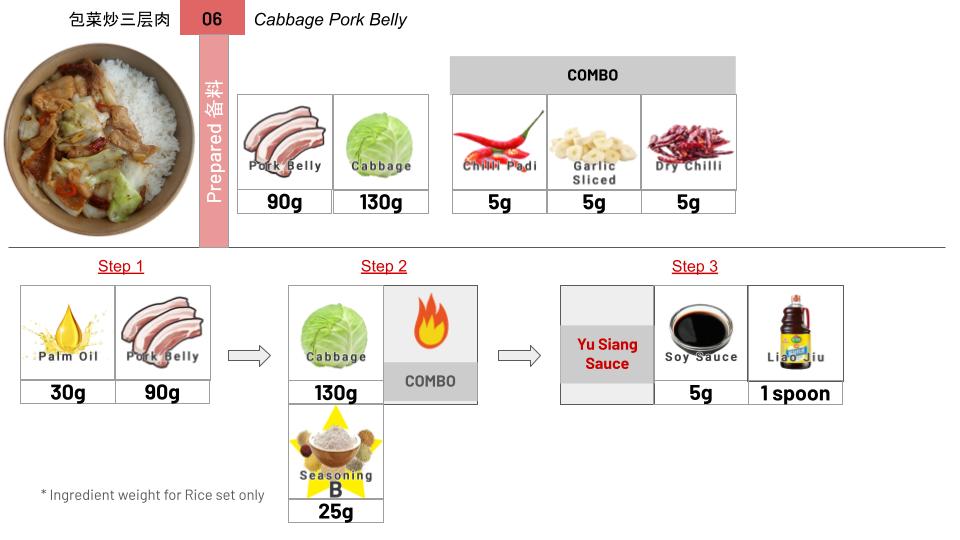 包菜炒三层肉
06
Cabbage Pork Belly
Prepared 备料
COMBO
Pork Belly
Cabbage
Chilli Padi
Garlic
Sliced
Dry Chilli
90g
130g
5g
5g
5g
Step 1
Step 2
Step 3
Palm Oil
Pork Belly
30g
90g
Cabbage
COMBO
130g
Seasoning
B
25g
Yu Siang
Sauce
Soy Sauce
Liao Jiu
5g
1 spoon
* Ingredient weight for Rice set only